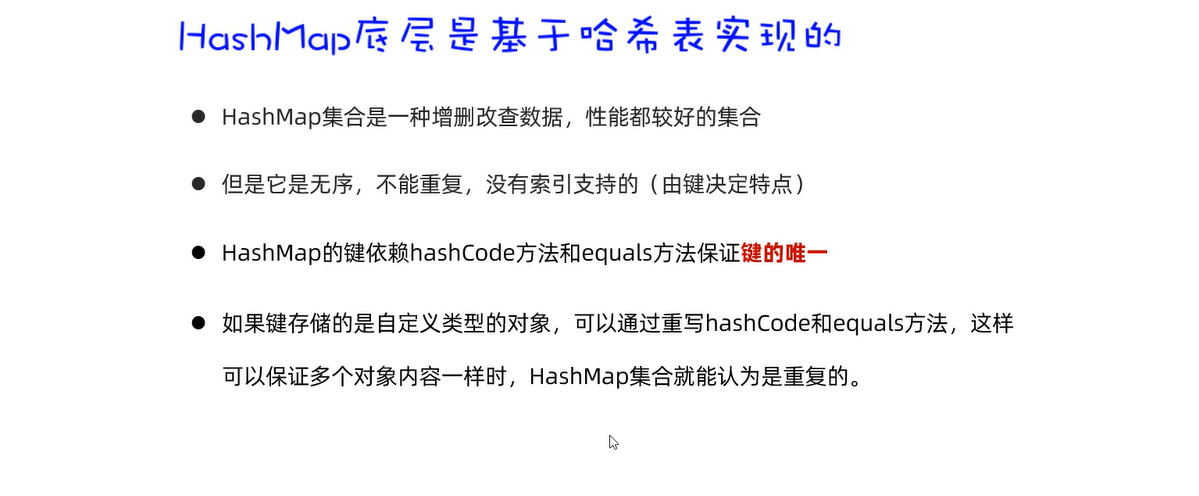 HashMap底层是基于哈希表实现的
● HashMap集合是一种增删改查数据，性能都较好的集合
● 但是它是无序，不能重复，没有索引支持的（由键决定特点）
● HashMap的键依赖hashCode方法和equals方法保证键的唯一
● 如果键存储的是自定义类型的对象，可以通过重写hashCode和equals方法，这样
可以保证多个对象内容一样时，HashMap集合就能认为是重复的。